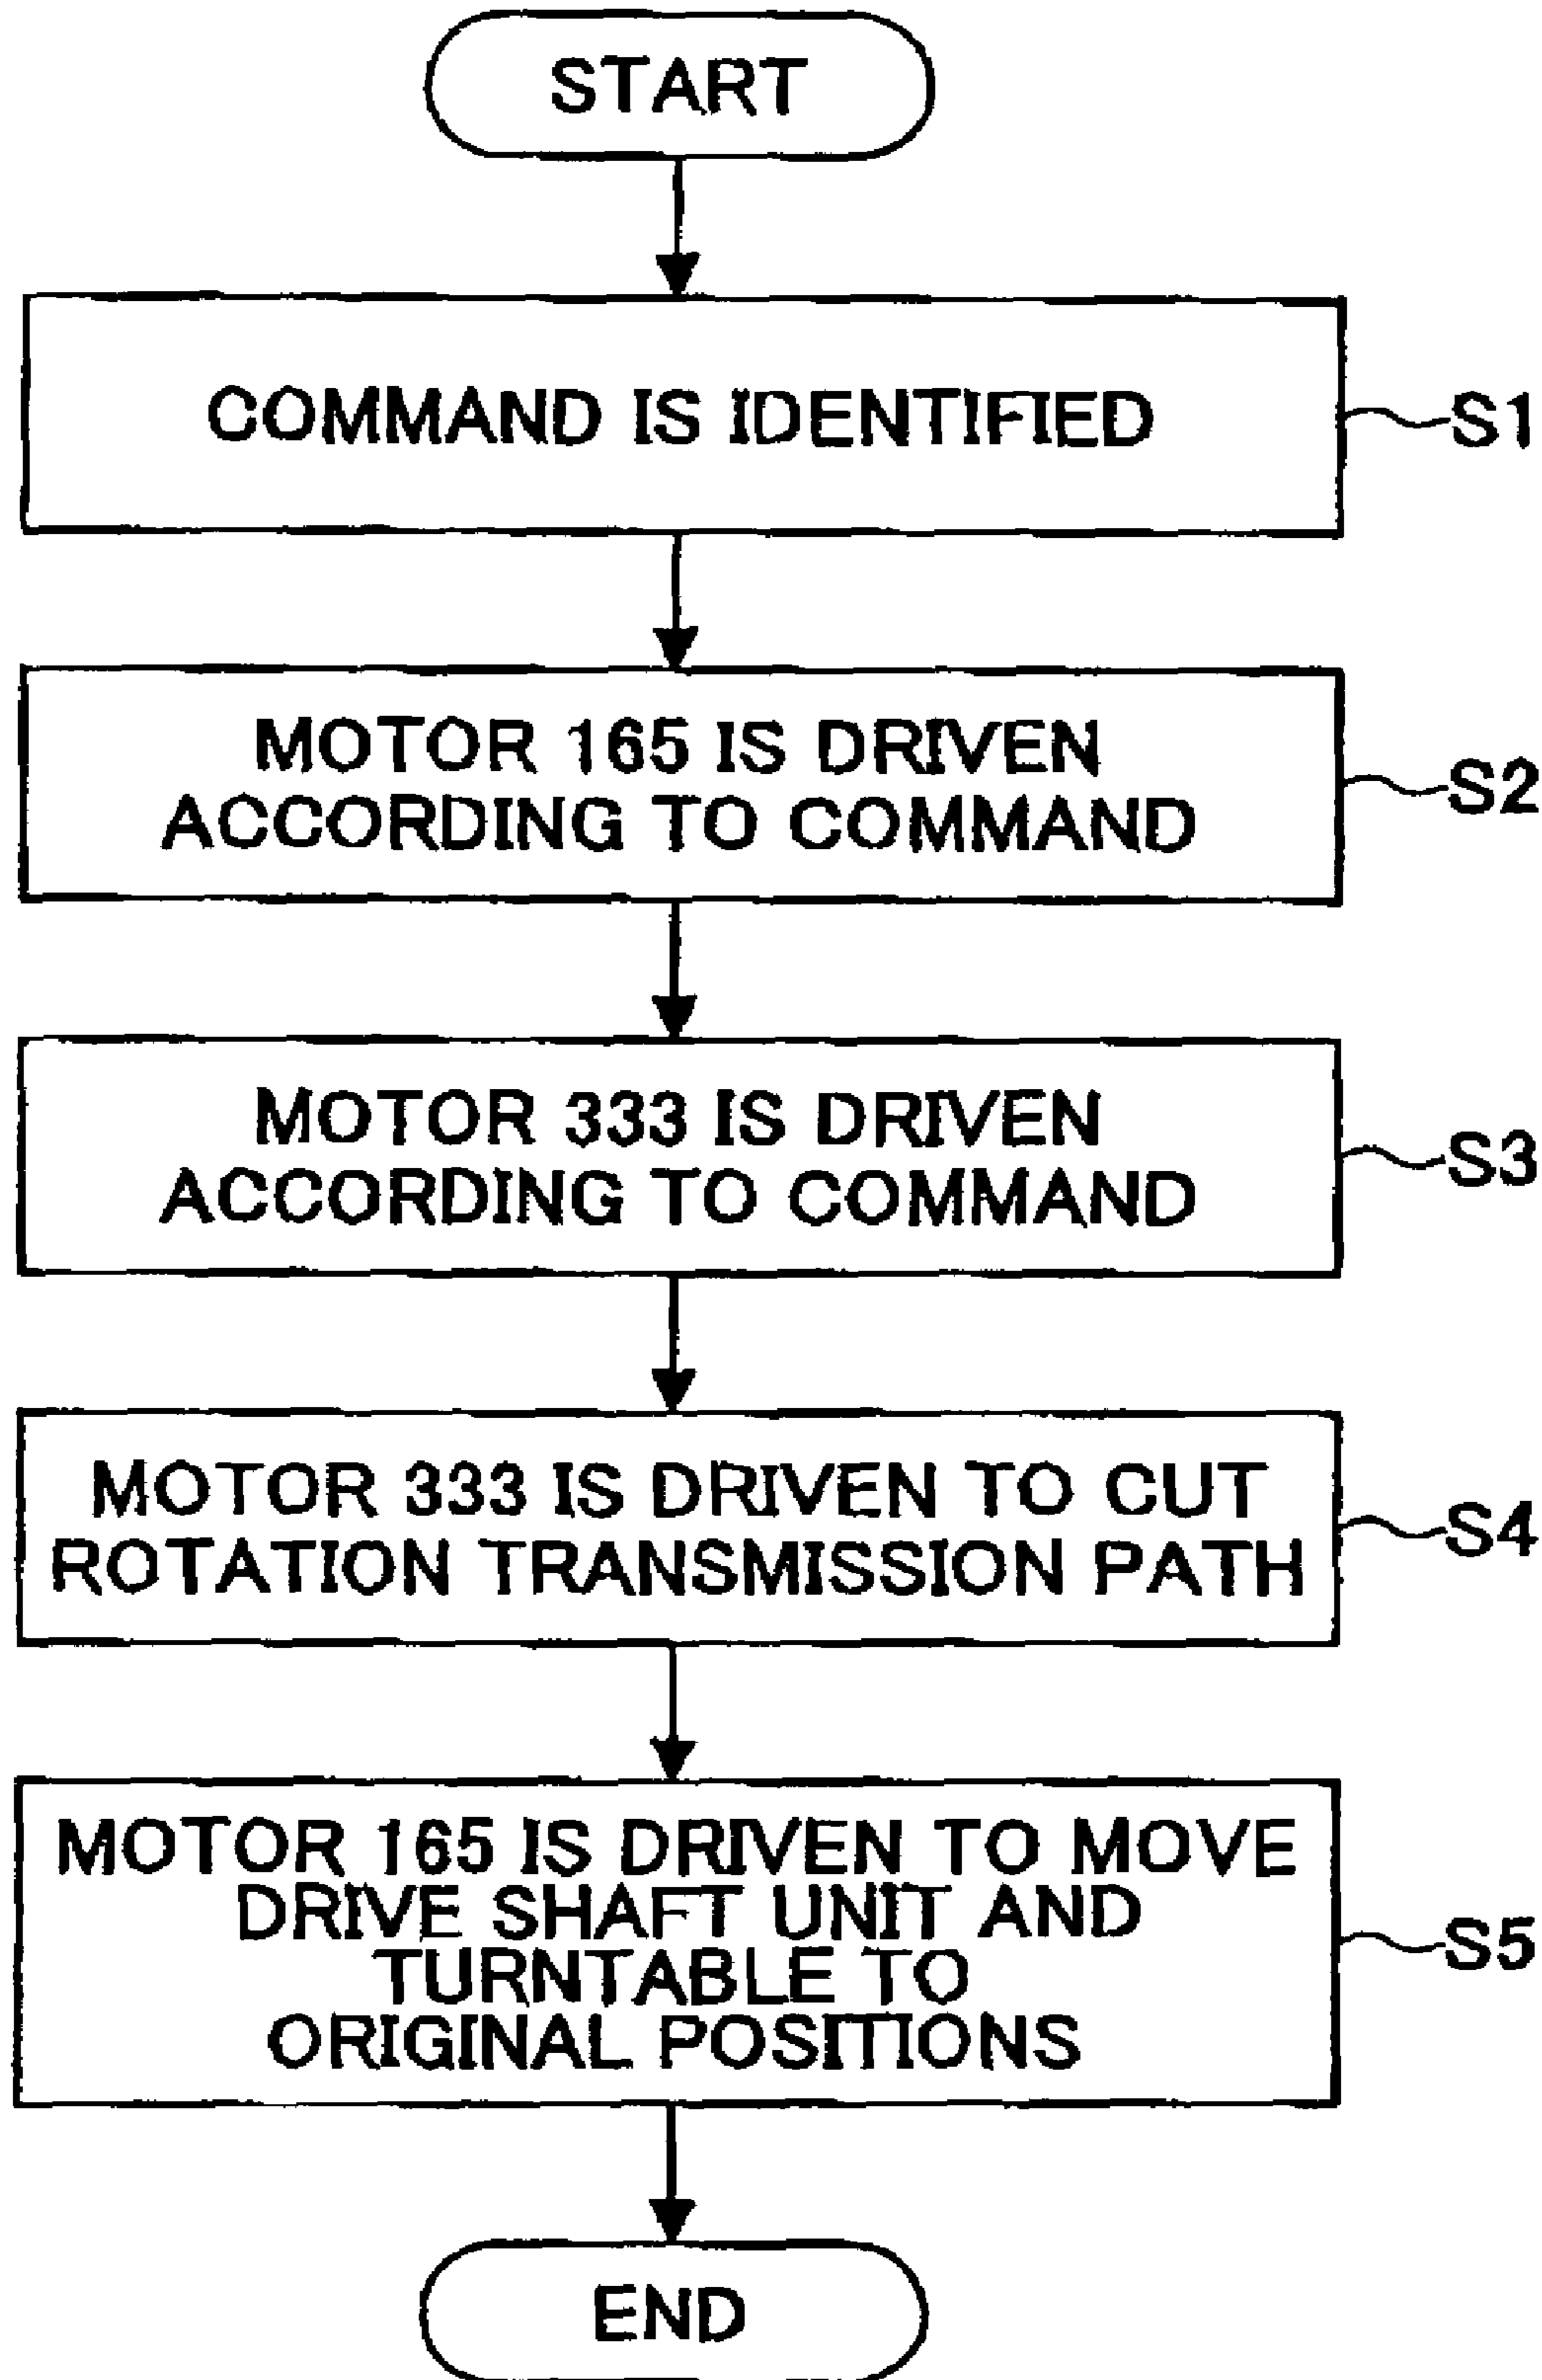 START
COMMAND IS IDENTIFIED
S1
MOTOR 165 IS DRIVEN
ACCORDING TO COMMAND
S2
MOTOR 333 IS DRIVEN
ACCORDING TO COMMAND
S3
MOTOR 333 IS DRIVEN TO CUT
ROTATION TRANSMISSION PATH
S4
MOTOR 165 IS DRIVEN TO MOVE
DRIVE SHAFT UNIT AND
TURNTABLE TO
ORIGINAL POSITIONS
S5
END